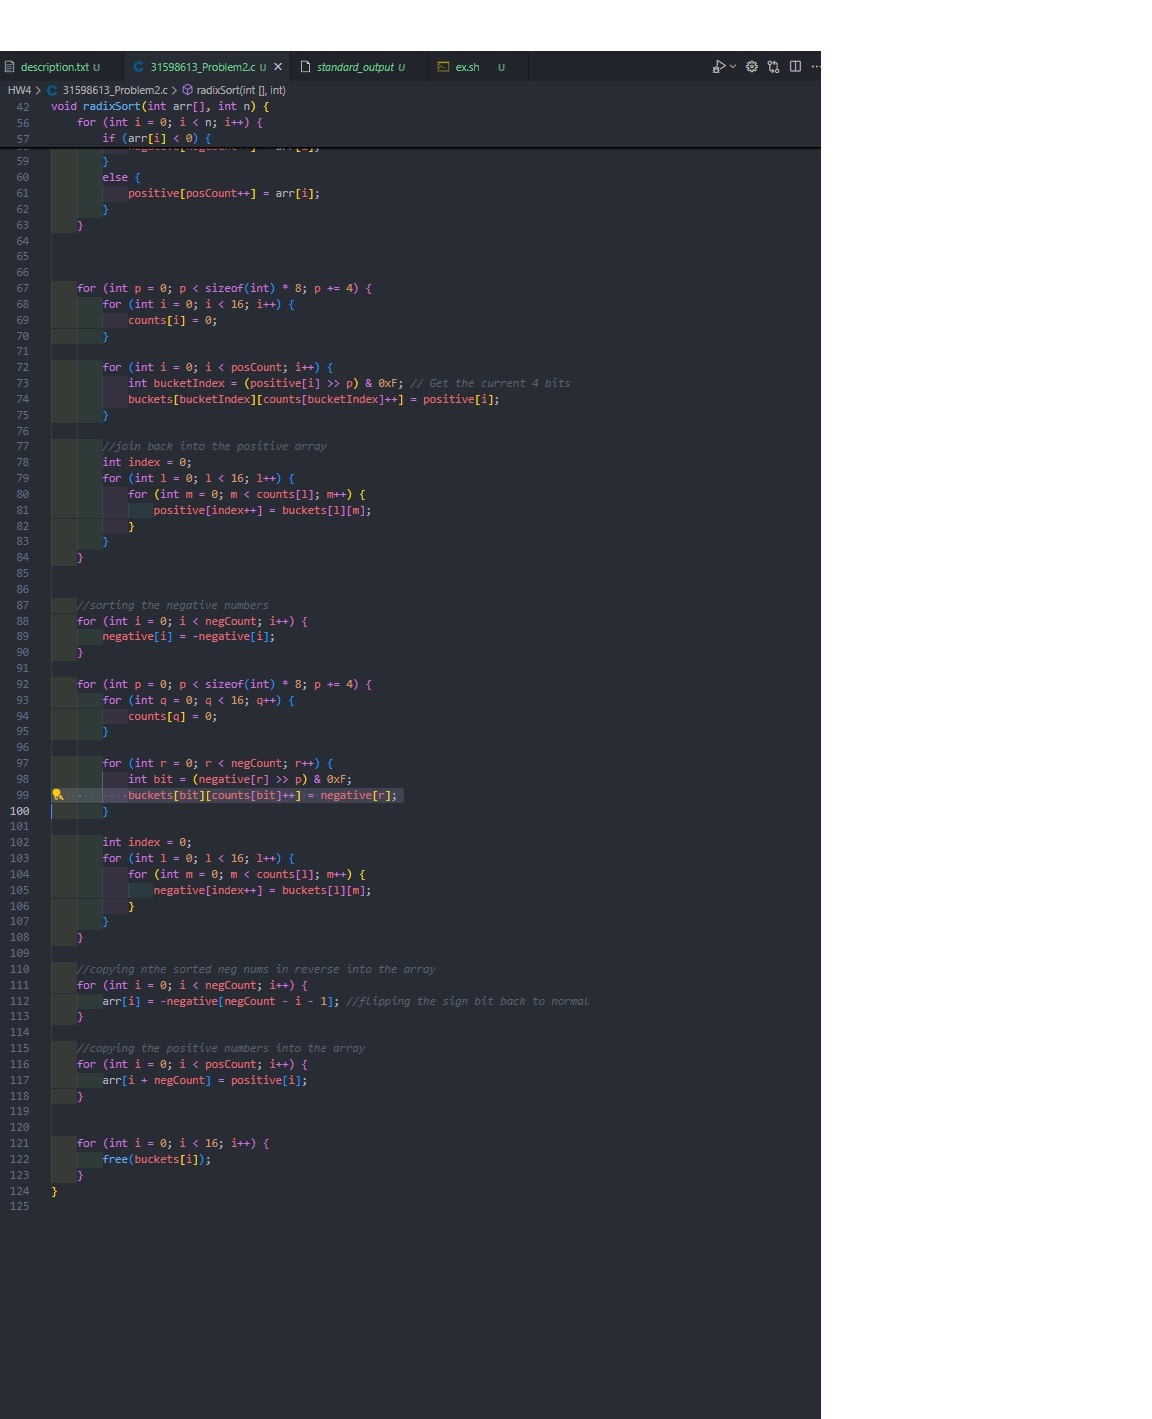 description.txt U 31598613_Problem2.c U standard_output U ex.sh U
HW4 > 31598613_Problem2.c > radixSort(int [], int)
42 void radixSort(int arr[], int n) {
56 for (int i = 0; i < n; i++) {
57 if (arr[i] < 0) {
59 }
60 else {
61 positive[posCount++] = arr[i];
62 }
63 }
64
65
66
67 for (int p = 0; p < sizeof(int) * 8; p += 4) {
68 for (int i = 0; i < 16; i++) {
69 counts[i] = 0;
70 }
71
72 for (int i = 0; i < posCount; i++) {
73 int bucketIndex = (positive[i] >> p) & 0xF; // Get the current 4 bits
74 buckets[bucketIndex][counts[bucketIndex]++] = positive[i];
75 }
76
77 //join back into the positive array
78 int index = 0;
79 for (int l = 0; l < 16; l++) {
80 for (int m = 0; m < counts[l]; m++) {
81 positive[index++] = buckets[l][m];
82 }
83 }
84 }
85
86
87 //sorting the negative numbers
88 for (int i = 0; i < negCount; i++) {
89 negative[i] = -negative[i];
90 }
91
92 for (int p = 0; p < sizeof(int) * 8; p += 4) {
93 for (int q = 0; q < 16; q++) {
94 counts[q] = 0;
95 }
96
97 for (int r = 0; r < negCount; r++) {
98 int bit = (negative[r] >> p) & 0xF;
99 buckets[bit][counts[bit]++] = negative[r];
100 }
101
102 int index = 0;
103 for (int l = 0; l < 16; l++) {
104 for (int m = 0; m < counts[l]; m++) {
105 negative[index++] = buckets[l][m];
106 }
107 }
108 }
109
110 //copying nthe sorted neg nums in reverse into the array
111 for (int i = 0; i < negCount; i++) {
112 arr[i] = -negative[negCount - i - 1]; //flipping the sign bit back to normal
113 }
114
115 //copying the positive numbers into the array
116 for (int i = 0; i < posCount; i++) {
117 arr[i + negCount] = positive[i];
118 }
119
120
121 for (int i = 0; i < 16; i++) {
122 free(buckets[i]);
123 }
124 }
125